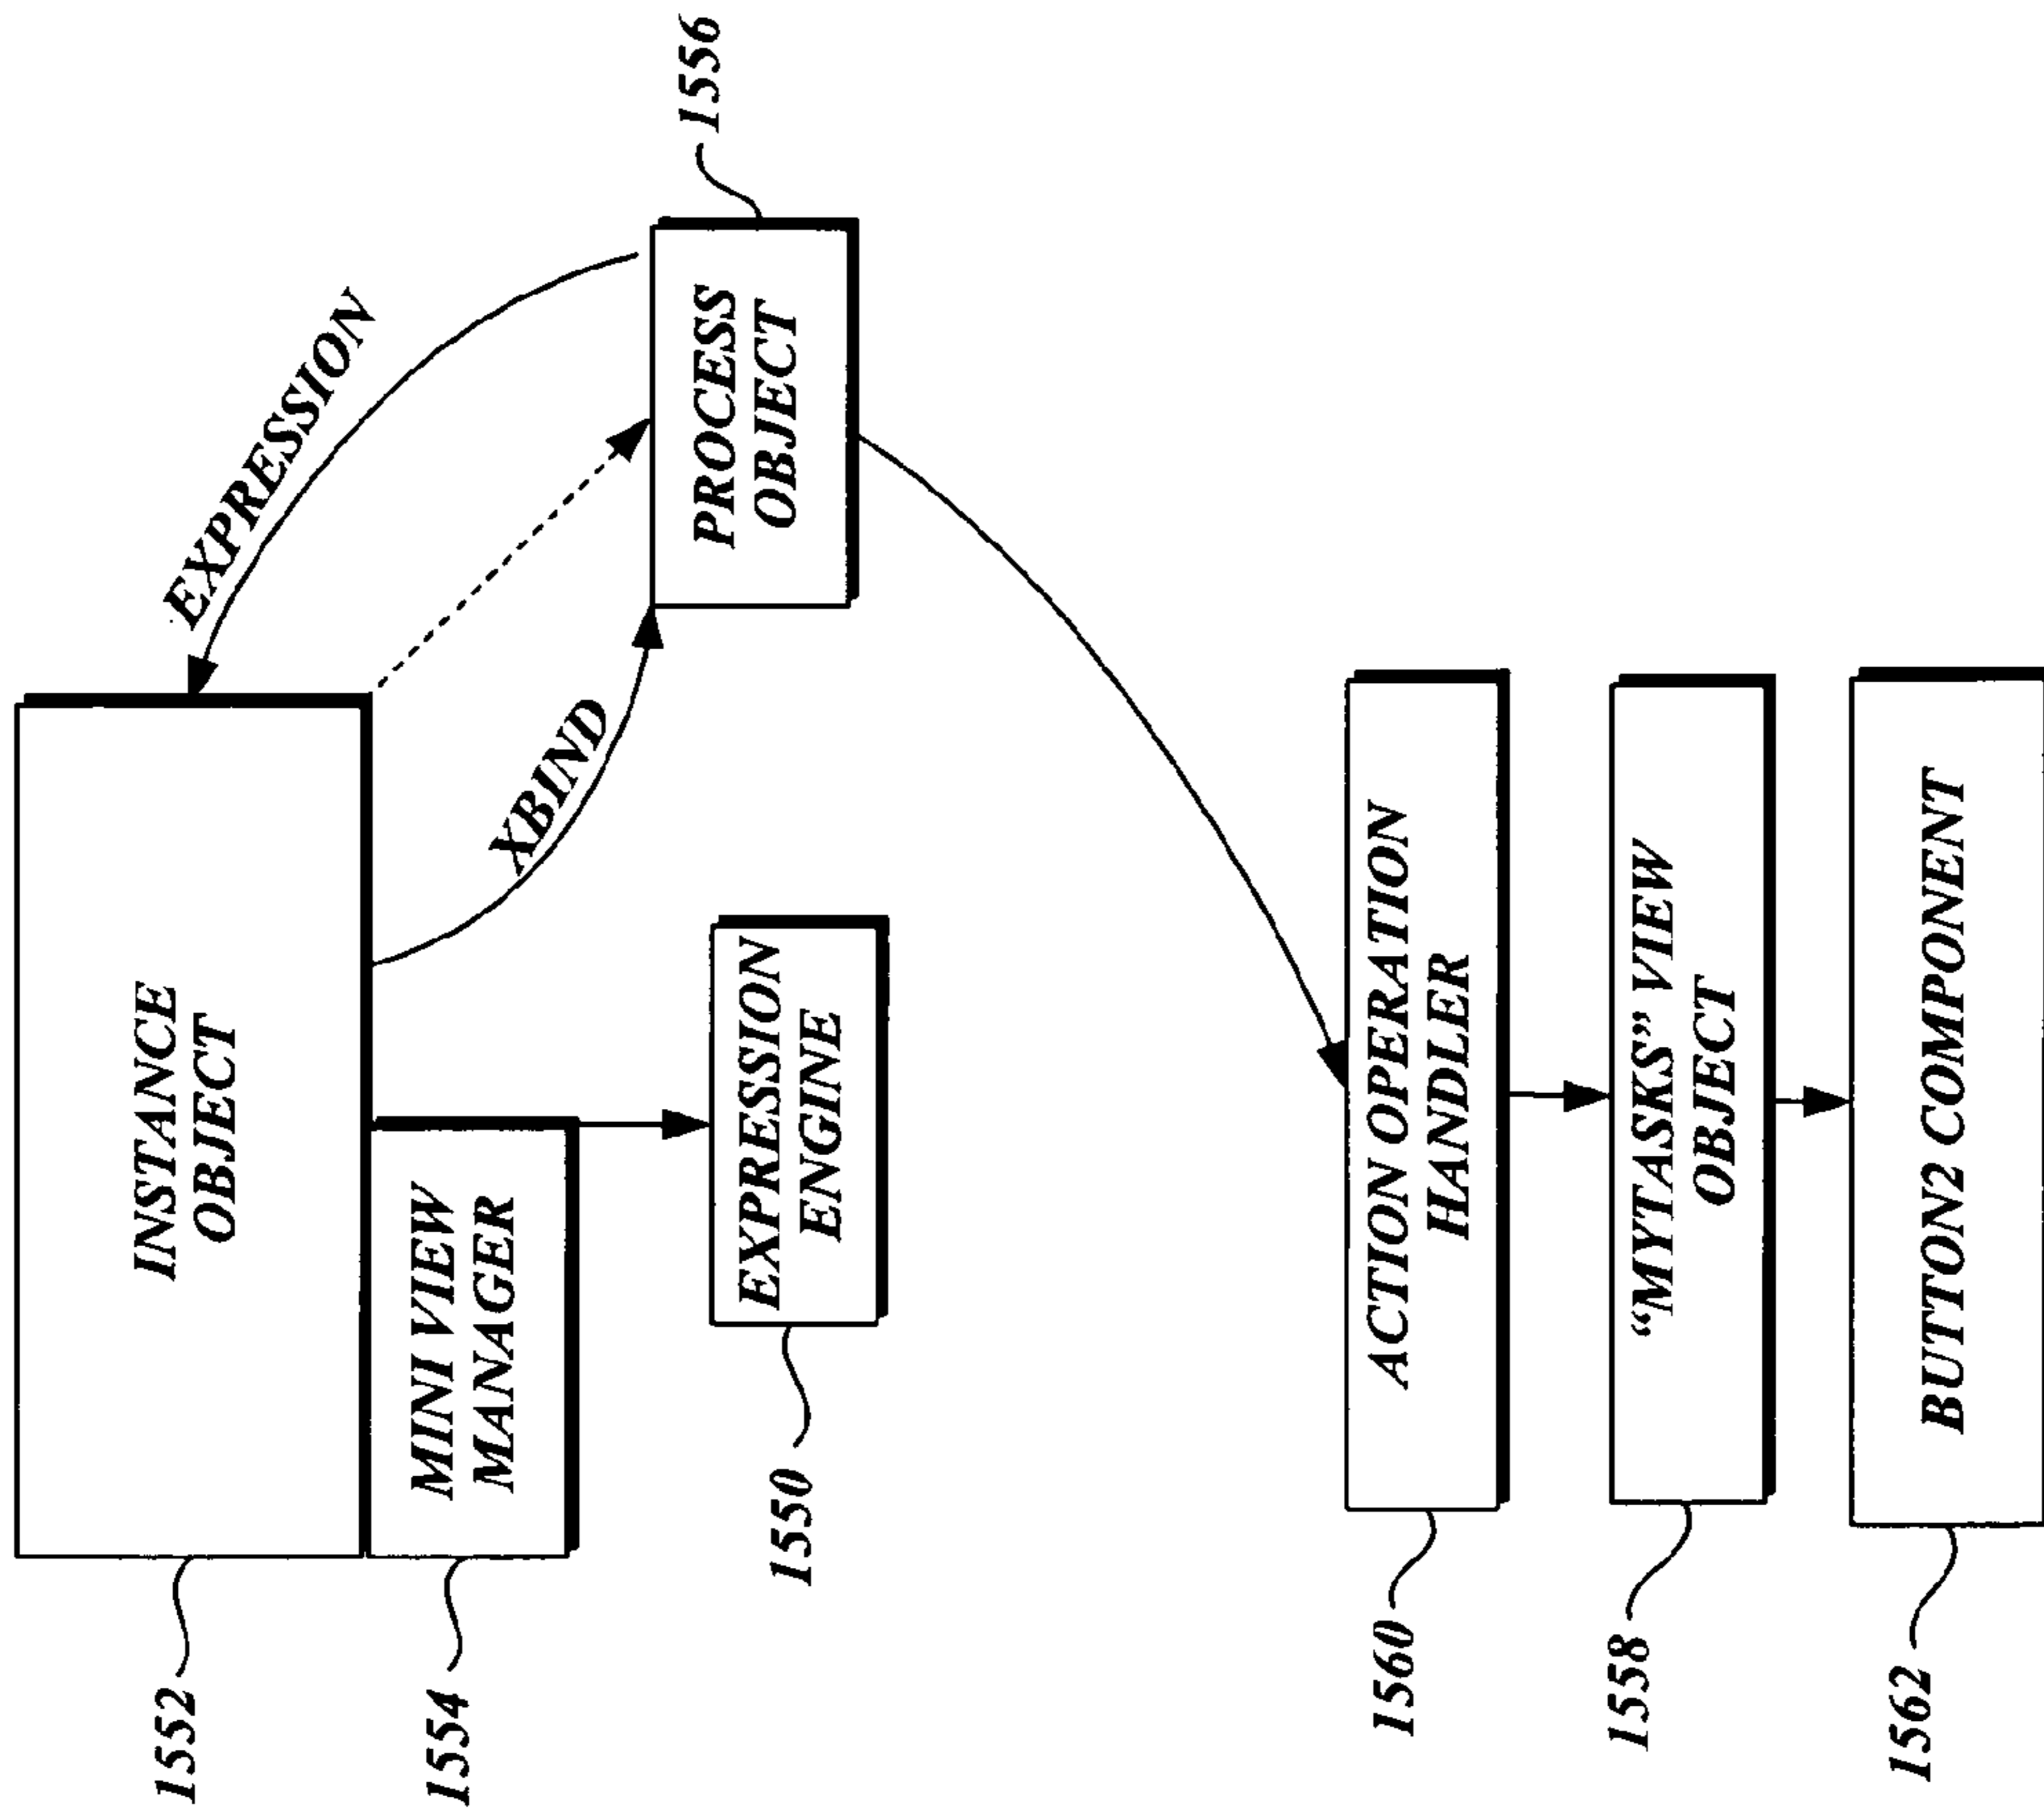 1552
INSTANCE
OBJECT
EXPRESSION
1554
MINI VIEW
MANAGER
XBIND
1550
EXPRESSION
ENGINE
PROCESS
OBJECT
1556
1560
ACTION OPERATION
HANDLER
1558
“MYTASKS” VIEW
OBJECT
1562
BUTTON2 COMPONENT